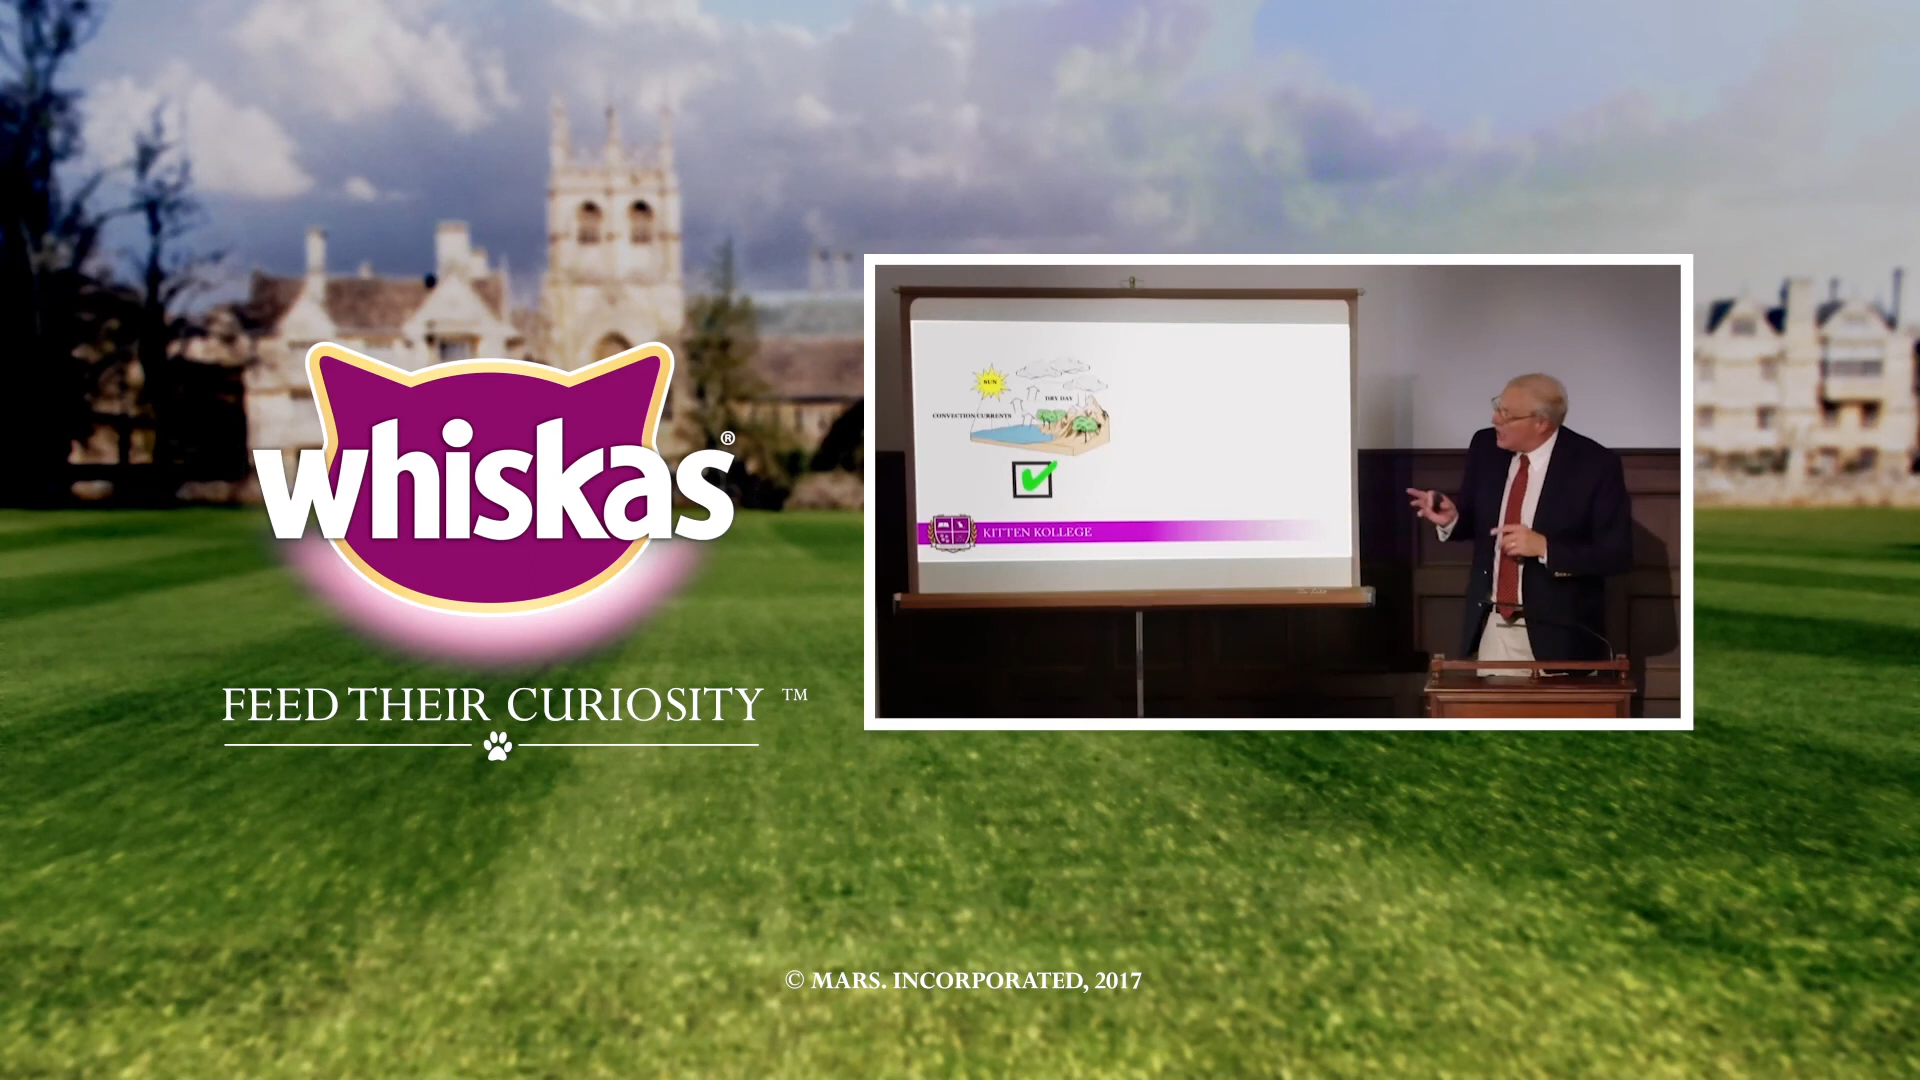 whiskas®
FEED THEIR CURIOSITY ™
SUN
DRY DAY
CONVECTION CURRENTS
KITTEN KOLLEGE
© MARS. INCORPORATED, 2017